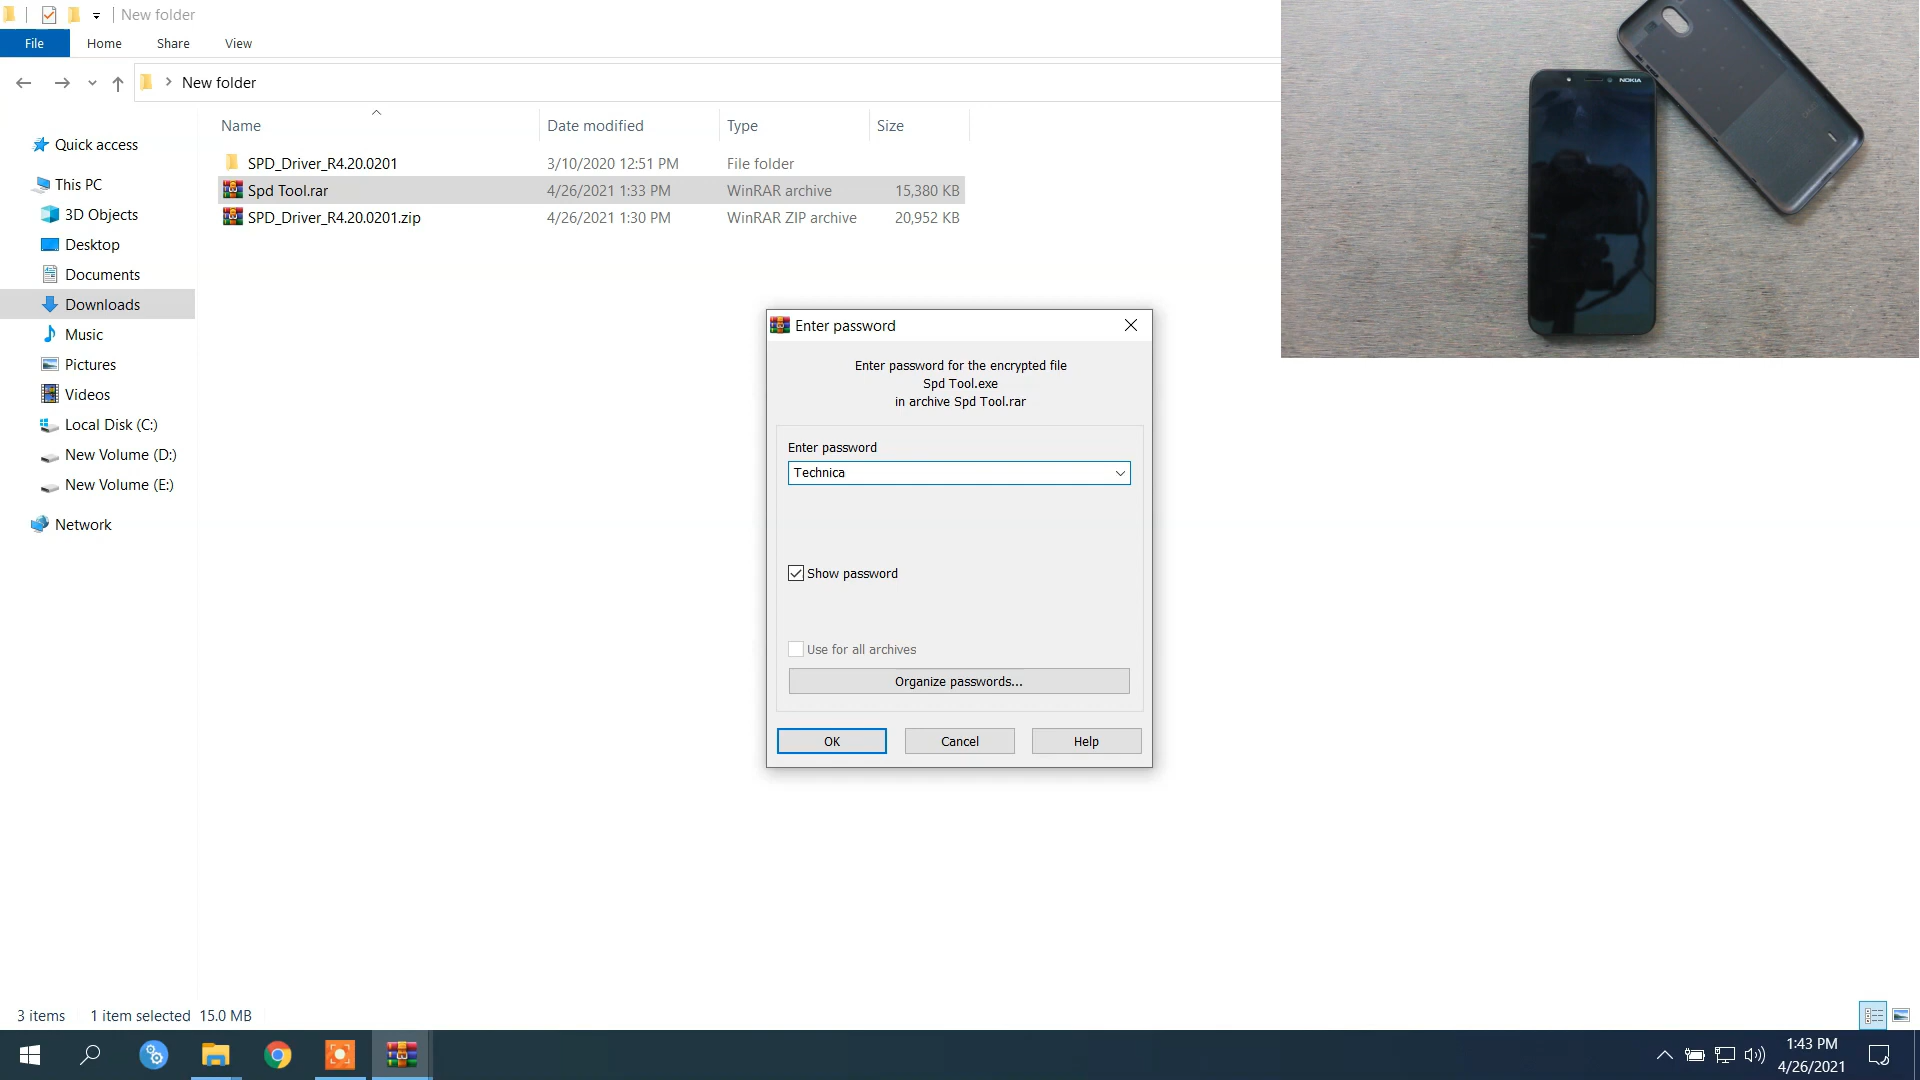 New folder
File
Home
Share
View
New folder
Name
Date modified
Type
Size
Quick access
This PC
3D Objects
Desktop
Documents
Downloads
Music
Pictures
Videos
Local Disk (C:)
New Volume (D:)
New Volume (E:)
Network
SPD_Driver_R4.20.0201 3/10/2020 12:51 PM File folder
Spd Tool.rar 4/26/2021 1:33 PM WinRAR archive 15,380 KB
SPD_Driver_R4.20.0201.zip 4/26/2021 1:30 PM WinRAR ZIP archive 20,952 KB
NOKIA
Enter password
Enter password for the encrypted file
Spd Tool.exe
in archive Spd Tool.rar
Enter password
Technica
Show password
Use for all archives
Organize passwords...
OK
Cancel
Help
3 items 1 item selected 15.0 MB
1:43 PM
4/26/2021